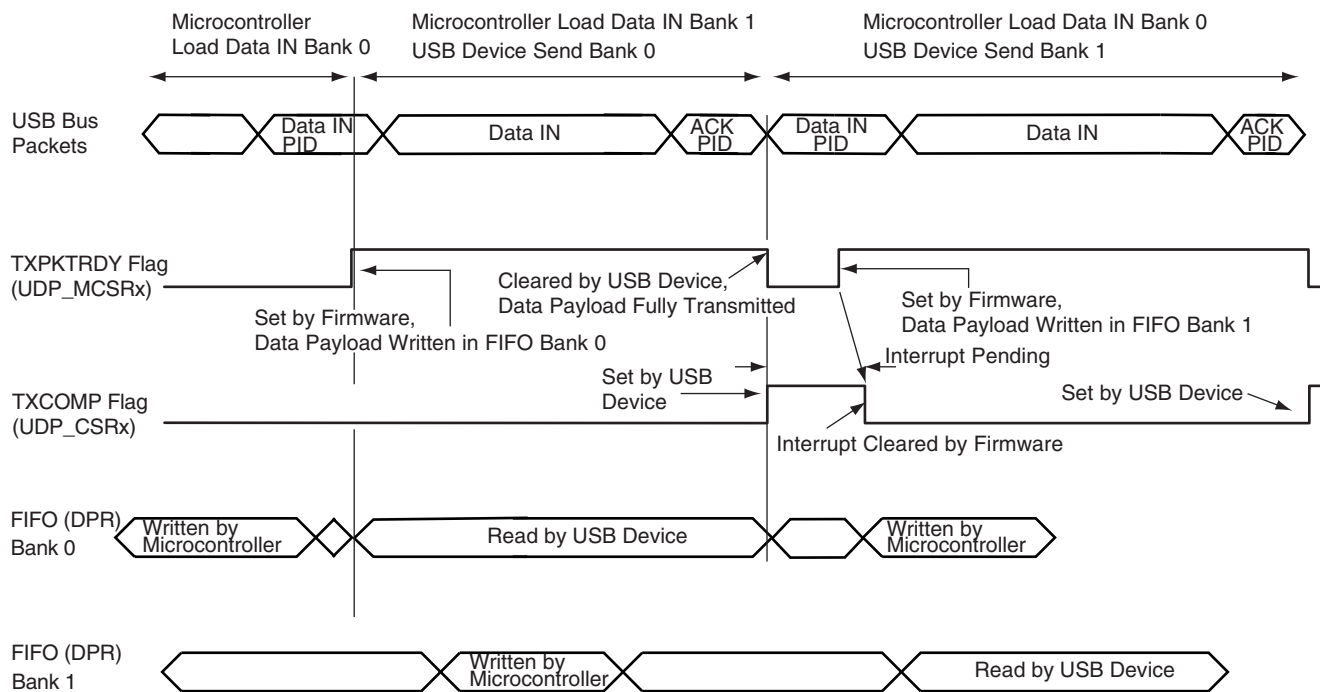 Microcontroller
Load Data IN Bank 0
Microcontroller Load Data IN Bank 1
USB Device Send Bank 0
Microcontroller Load Data IN Bank 0
USB Device Send Bank 1
USB Bus
Packets
Data IN
PID
Data IN
ACK
PID
Data IN
PID
Data IN
ACK
PID
TXPKTRDY Flag
(UDP_MCSRx)
Set by Firmware,
Data Payload Written in FIFO Bank 0
Cleared by USB Device,
Data Payload Fully Transmitted
Set by Firmware,
Data Payload Written in FIFO Bank 1
Interrupt Pending
Set by USB
Device
Set by USB Device
TXCOMP Flag
(UDP_CSRx)
Interrupt Cleared by Firmware
FIFO (DPR)
Bank 0
Written by
Microcontroller
Read by USB Device
Written by
Microcontroller
FIFO (DPR)
Bank 1
Written by
Microcontroller
Read by USB Device